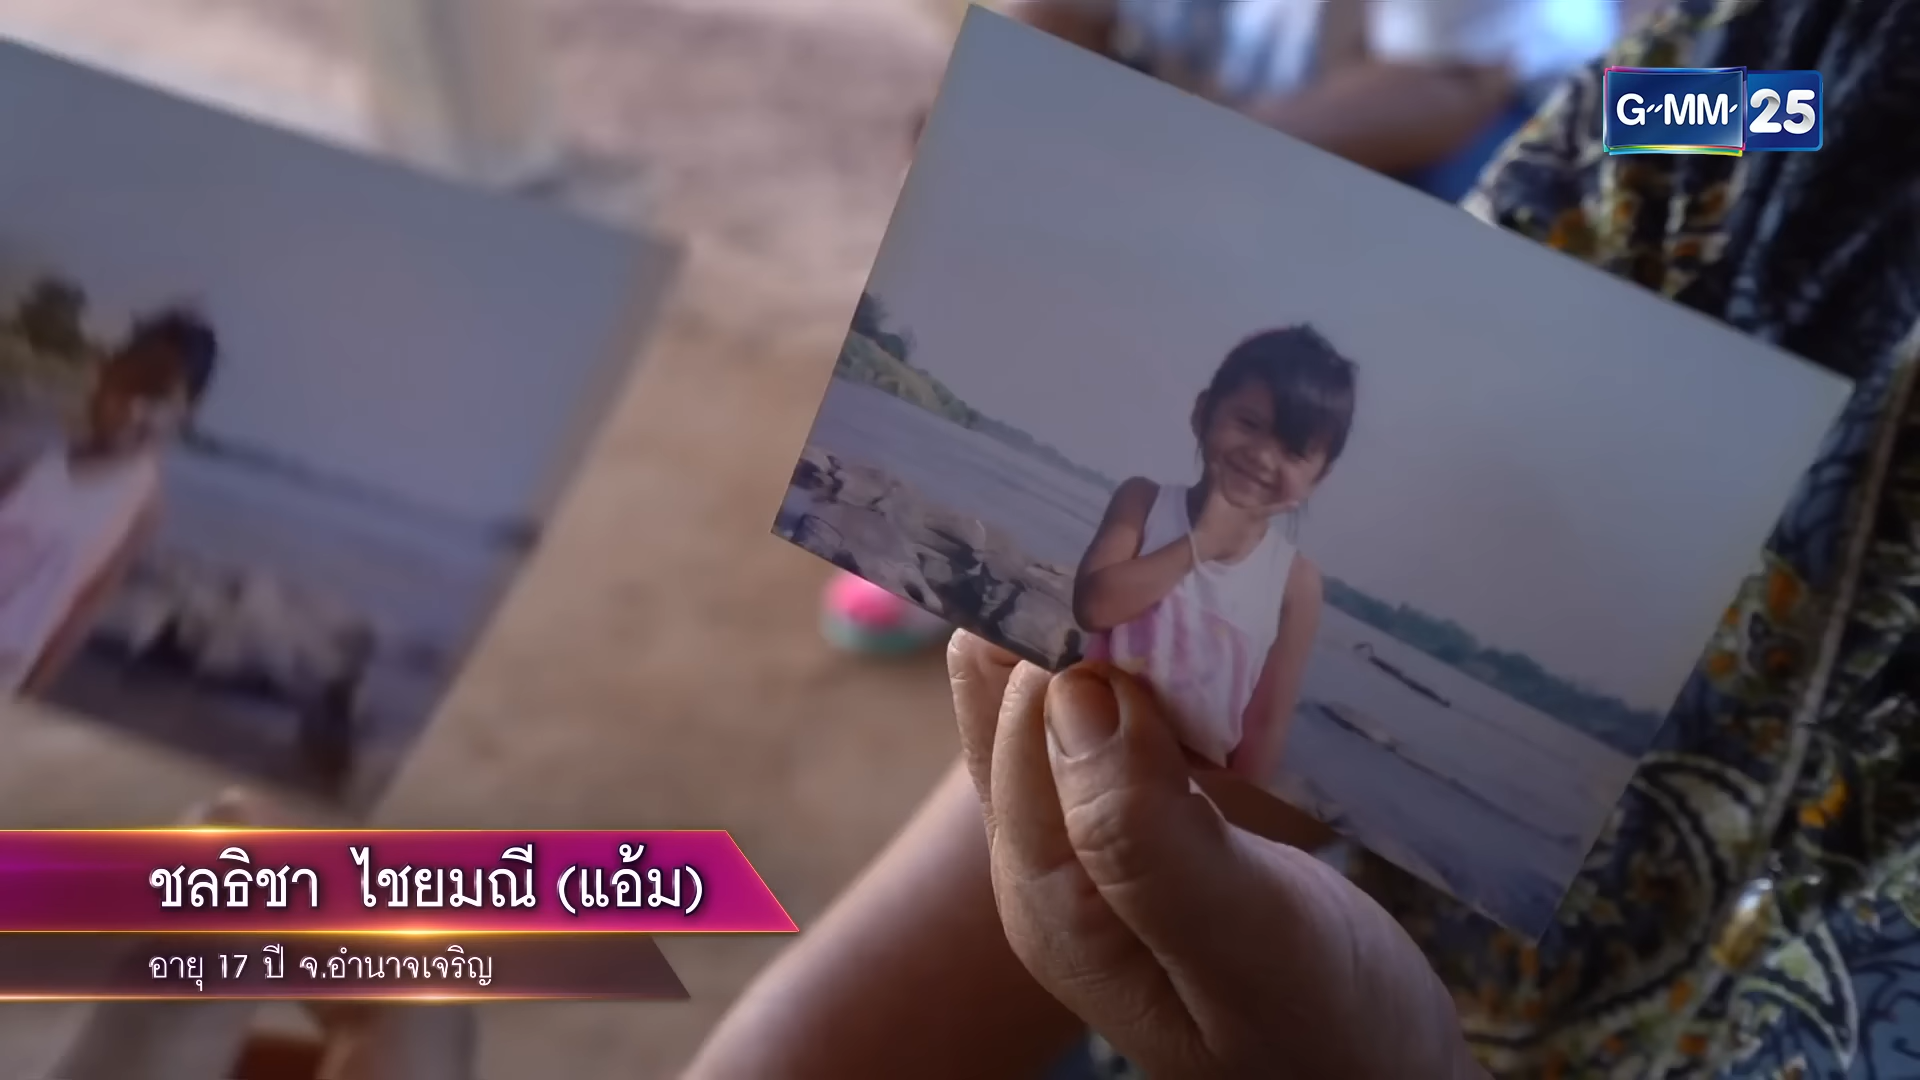 G"MM' 25
ชลธิชา ไชยมณี (แอ้ม)
อายุ 17 ปี จ.อำนาจเจริญ